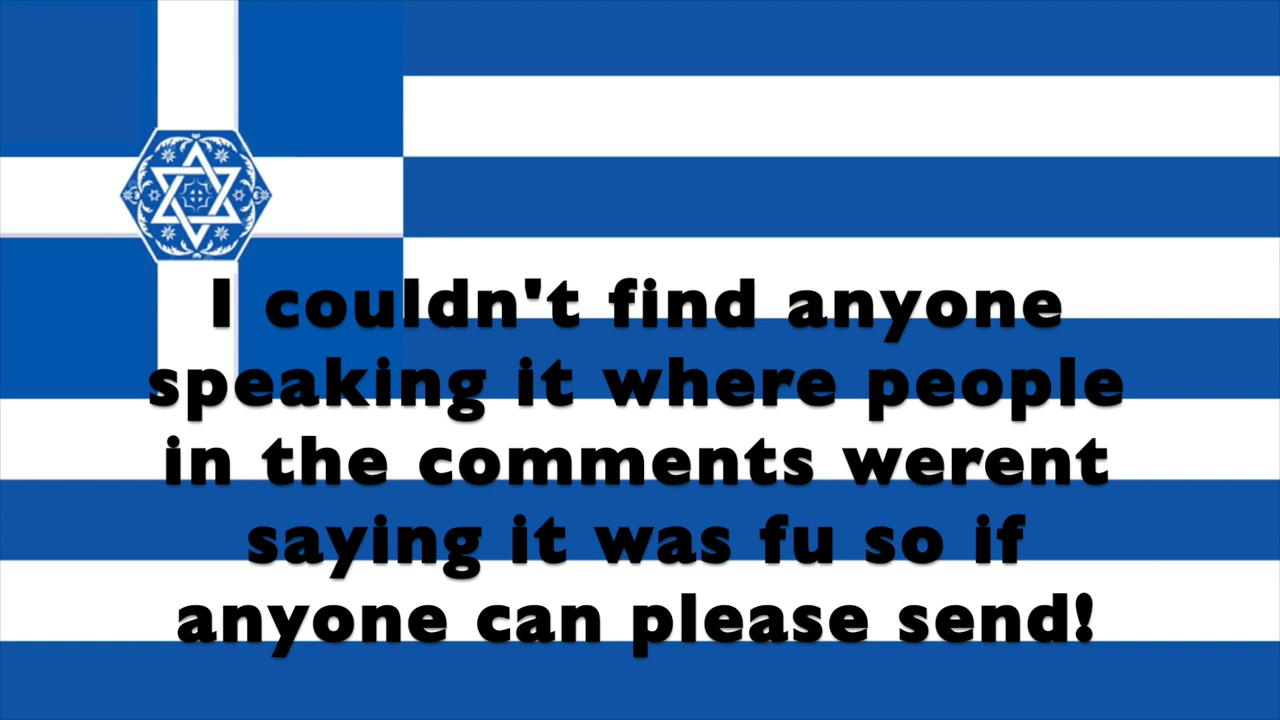 I couldn't find anyone
speaking it where people
in the comments werent
saying it was fu so if
anyone can please send!